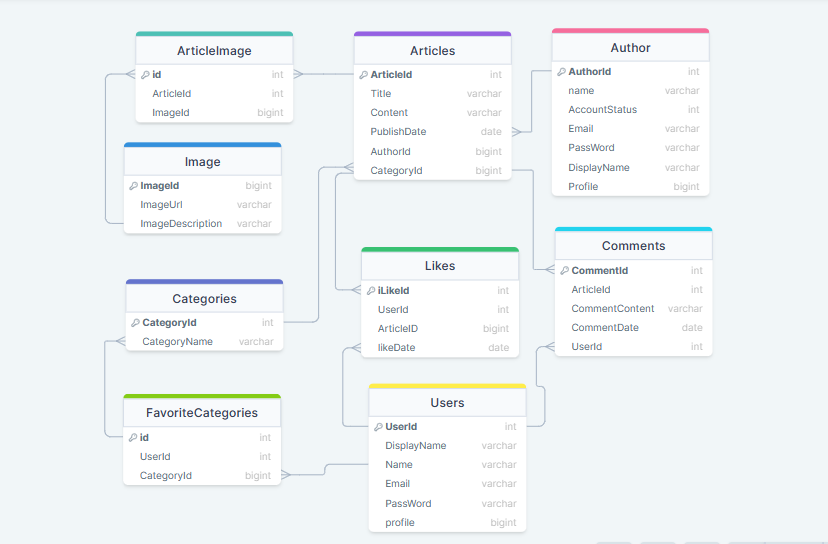 ArticleImage
id int
ArticleId int
ImageId bigint
Articles
ArticleId int
Title varchar
Content varchar
PublishDate date
AuthorId bigint
CategoryId bigint
Author
AuthorId int
name varchar
AccountStatus int
Email varchar
PassWord varchar
DisplayName varchar
Profile bigint
Image
ImageId bigint
ImageUrl varchar
ImageDescription varchar
Likes
iLikeId int
UserId int
ArticleID bigint
likeDate date
Comments
CommentId int
ArticleId int
CommentContent varchar
CommentDate date
UserId int
Categories
CategoryId int
CategoryName varchar
FavoriteCategories
id int
UserId int
CategoryId bigint
Users
UserId int
DisplayName varchar
Name varchar
Email varchar
PassWord varchar
profile bigint